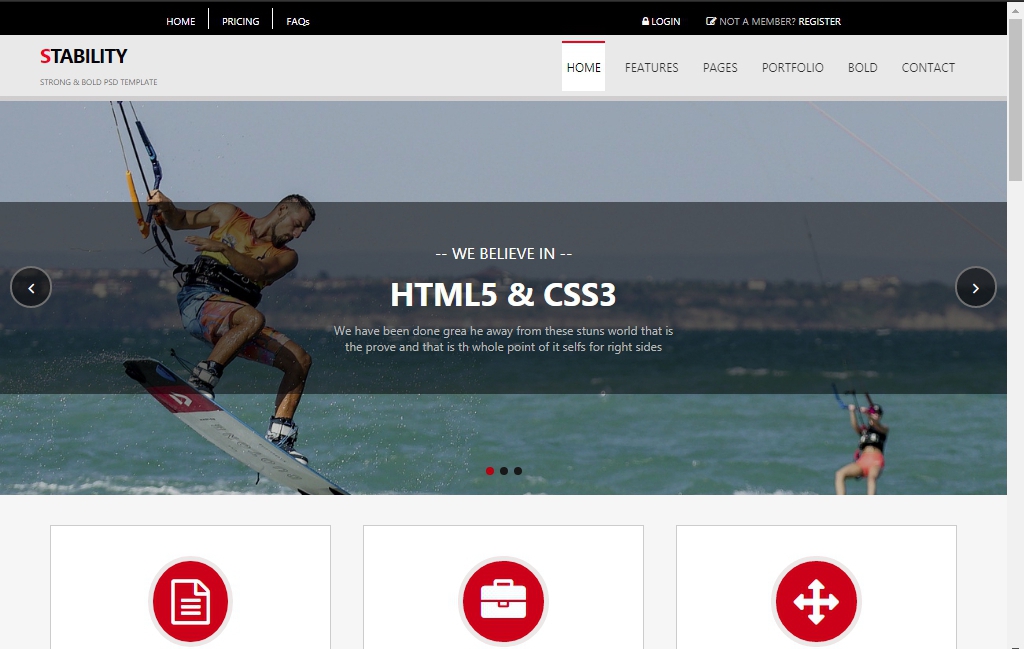 HOME PRICING FAQs LOGIN NOT A MEMBER? REGISTER
STABILITY
STRONG & BOLD PSD TEMPLATE
HOME FEATURES PAGES PORTFOLIO BOLD CONTACT
-- WE BELIEVE IN --
HTML5 & CSS3
We have been done grea he away from these stuns world that is
the prove and that is th whole point of it selfs for right sides